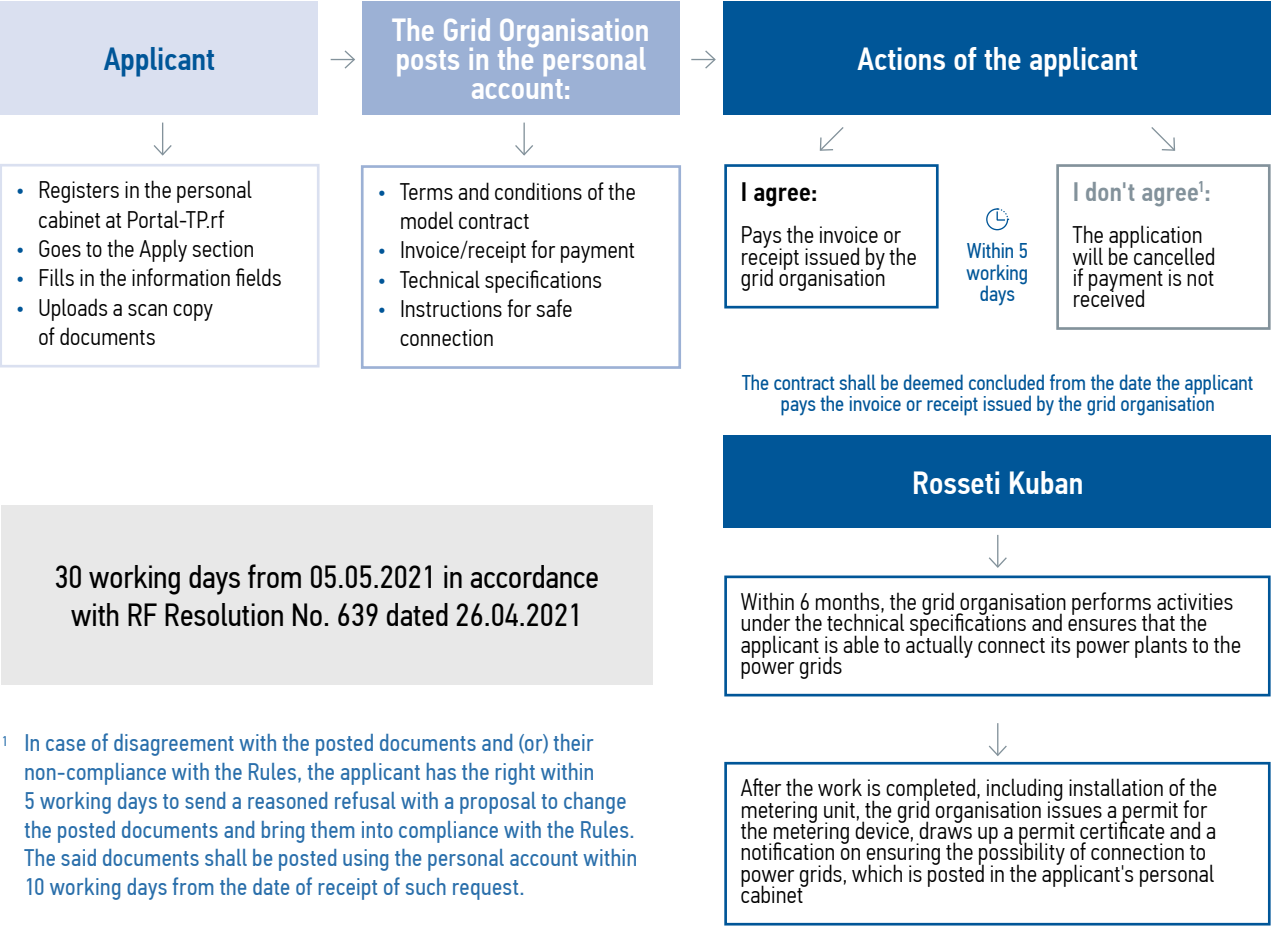 Applicant
The Grid Organisation
posts in the personal
account:
Actions of the applicant
• Registers in the personal
cabinet at Portal-TP.rf
• Goes to the Apply section
• Fills in the information fields
• Uploads a scan copy
of documents
• Terms and conditions of the
model contract
• Invoice/receipt for payment
• Technical specifications
• Instructions for safe
connection
I agree:
Pays the invoice or
receipt issued by the
grid organisation
Within 5
working
days
I don't agree¹:
The application
will be cancelled
if payment is not
received
The contract shall be deemed concluded from the date the applicant
pays the invoice or receipt issued by the grid organisation
Rosseti Kuban
Within 6 months, the grid organisation performs activities
under the technical specifications and ensures that the
applicant is able to actually connect its power plants to the
power grids
After the work is completed, including installation of the
metering unit, the grid organisation issues a permit for
the metering device, draws up a permit certificate and a
notification on ensuring the possibility of connection to
power grids, which is posted in the applicant's personal
cabinet
30 working days from 05.05.2021 in accordance
with RF Resolution No. 639 dated 26.04.2021
¹ In case of disagreement with the posted documents and (or) their
non-compliance with the Rules, the applicant has the right within
5 working days to send a reasoned refusal with a proposal to change
the posted documents and bring them into compliance with the Rules.
The said documents shall be posted using the personal account within
10 working days from the date of receipt of such request.